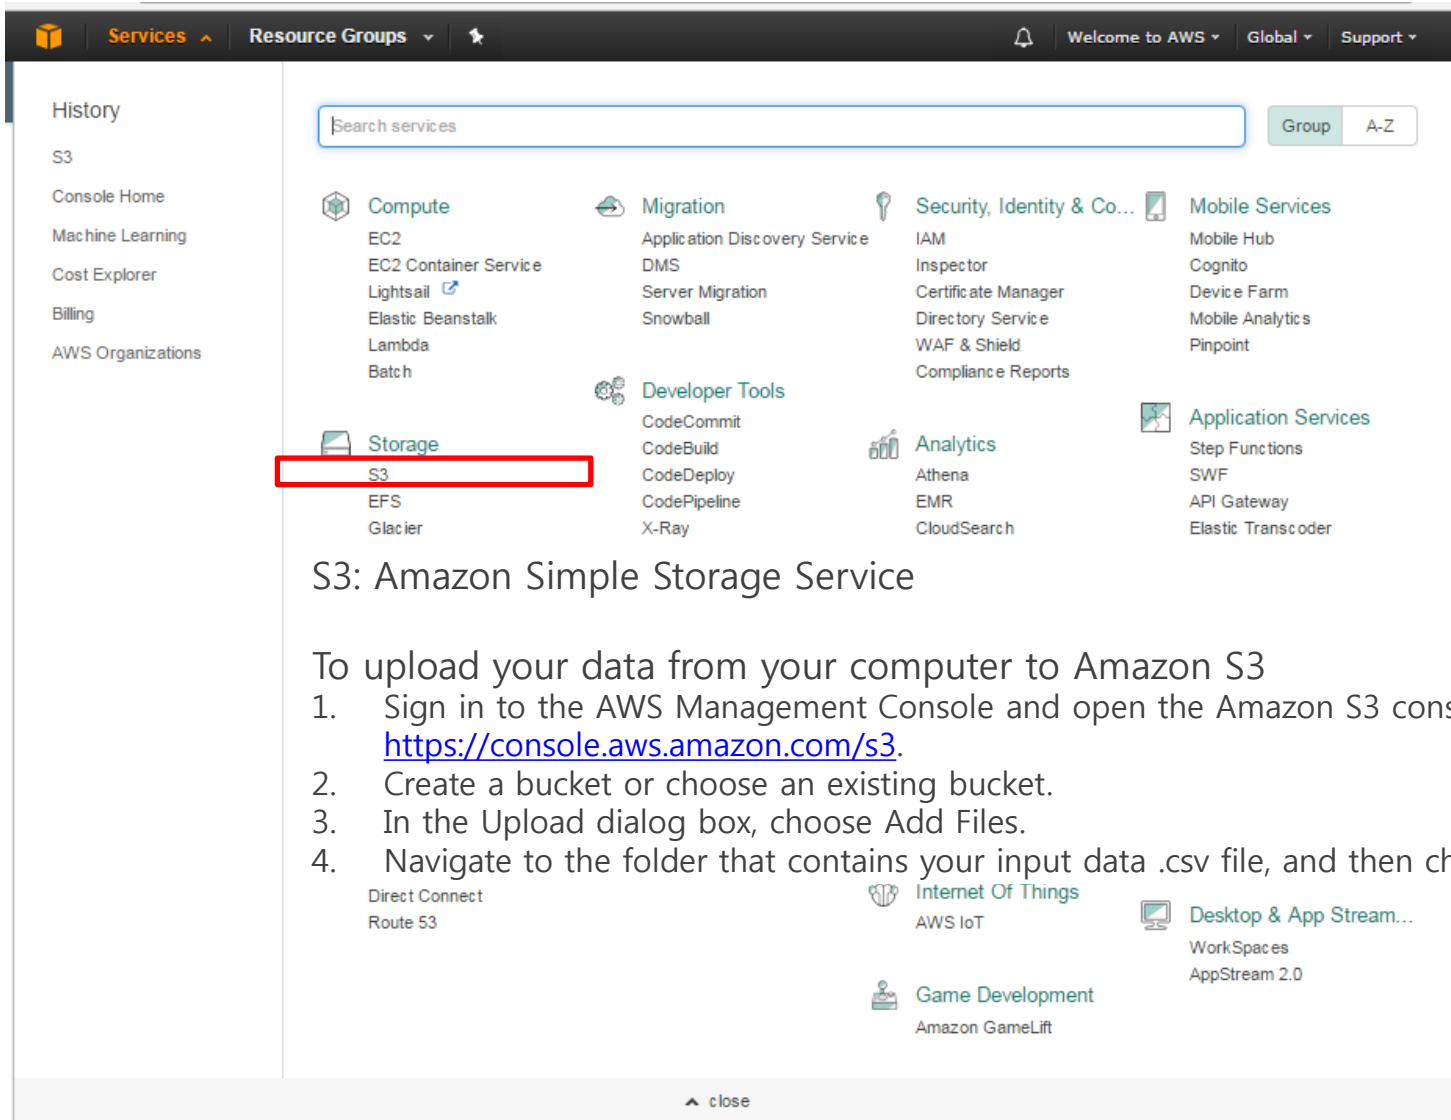 Services
Resource Groups
Welcome to AWS
Global
Support
History
S3
Console Home
Machine Learning
Cost Explorer
Billing
AWS Organizations
Search services
Group
A-Z
Compute
EC2
EC2 Container Service
Lightsail
Elastic Beanstalk
Lambda
Batch
Storage
S3
EFS
Glacier
Migration
Application Discovery Service
DMS
Server Migration
Snowball
Developer Tools
CodeCommit
CodeBuild
CodeDeploy
CodePipeline
X-Ray
Security, Identity & Co...
IAM
Inspector
Certificate Manager
Directory Service
WAF & Shield
Compliance Reports
Analytics
Athena
EMR
CloudSearch
Mobile Services
Mobile Hub
Cognito
Device Farm
Mobile Analytics
Pinpoint
Application Services
Step Functions
SWF
API Gateway
Elastic Transcoder
S3: Amazon Simple Storage Service
To upload your data from your computer to Amazon S3
1. Sign in to the AWS Management Console and open the Amazon S3
https://console.aws.amazon.com/s3.
2. Create a bucket or choose an existing bucket.
3. In the Upload dialog box, choose Add Files.
4. Navigate to the folder that contains your input data .csv file, and then
Direct Connect
Route 53
Internet Of Things
AWS IoT
Game Development
Amazon GameLift
Desktop & App Stream...
WorkSpaces
AppStream 2.0
close